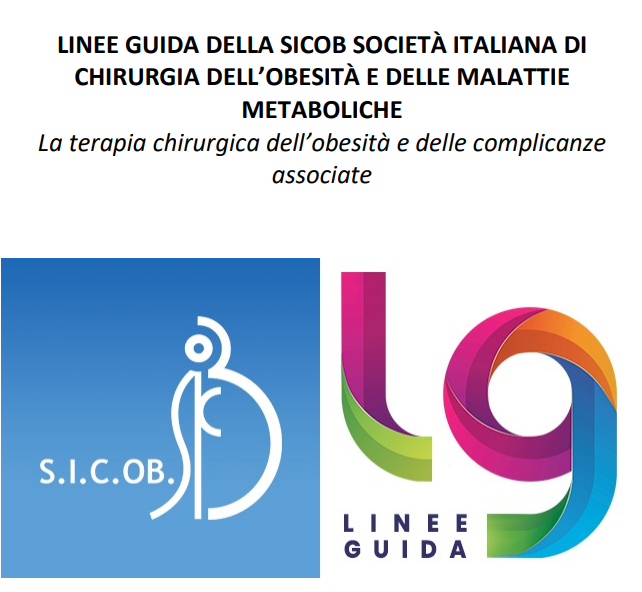 LINEE GUIDA DELLA SICOB SOCIETÀ ITALIANA DI
CHIRURGIA DELL’OBESITÀ E DELLE MALATTIE
METABOLICHE
La terapia chirurgica dell’obesità e delle complicanze
associate
S.I.C.OB.
lg
LINEE
GUIDA